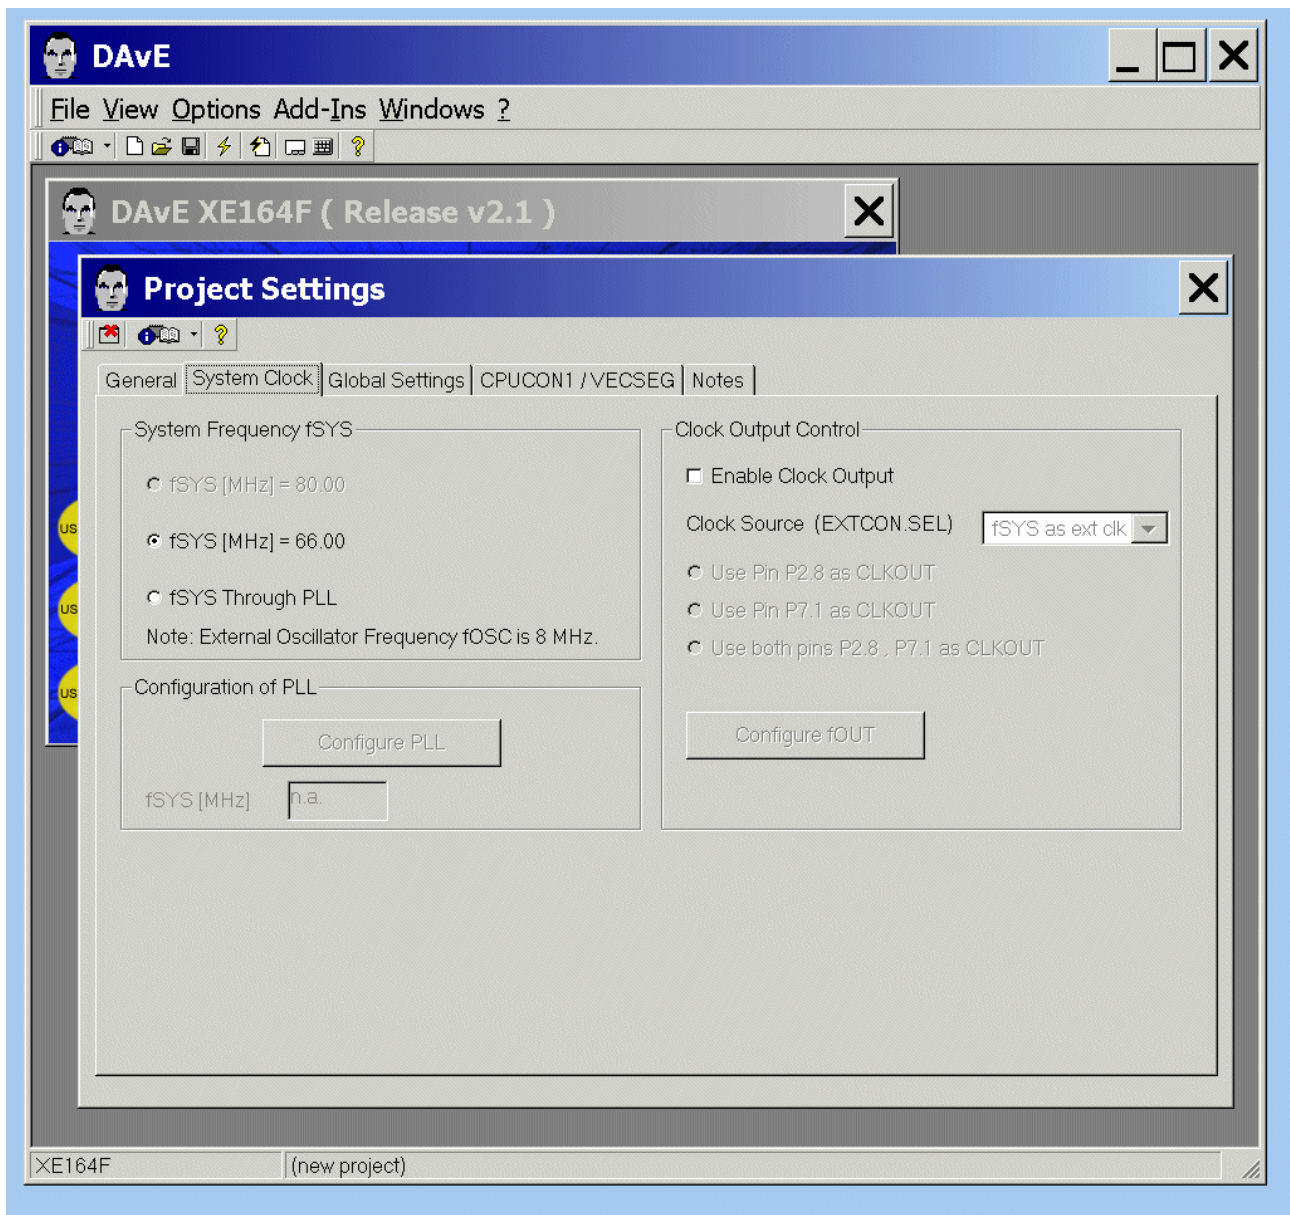 DAvE
File View Options Add-Ins Windows ?
DAvE XE164F ( Release v2.1 )
Project Settings
General System Clock Global Settings CPUCON1 / VECSEG Notes
System Frequency fSYS
fSYS [MHz] = 80.00
fSYS [MHz] = 66.00
fSYS Through PLL
Note: External Oscillator Frequency fOSC is 8 MHz.
Configuration of PLL
Configure PLL
fSYS [MHz] n.a.
Clock Output Control
Enable Clock Output
Clock Source (EXTCON.SEL) fSYS as ext clk
Use Pin P2.8 as CLKOUT
Use Pin P7.1 as CLKOUT
Use both pins P2.8 , P7.1 as CLKOUT
Configure fOUT
US
US
US
XE164F (new project)